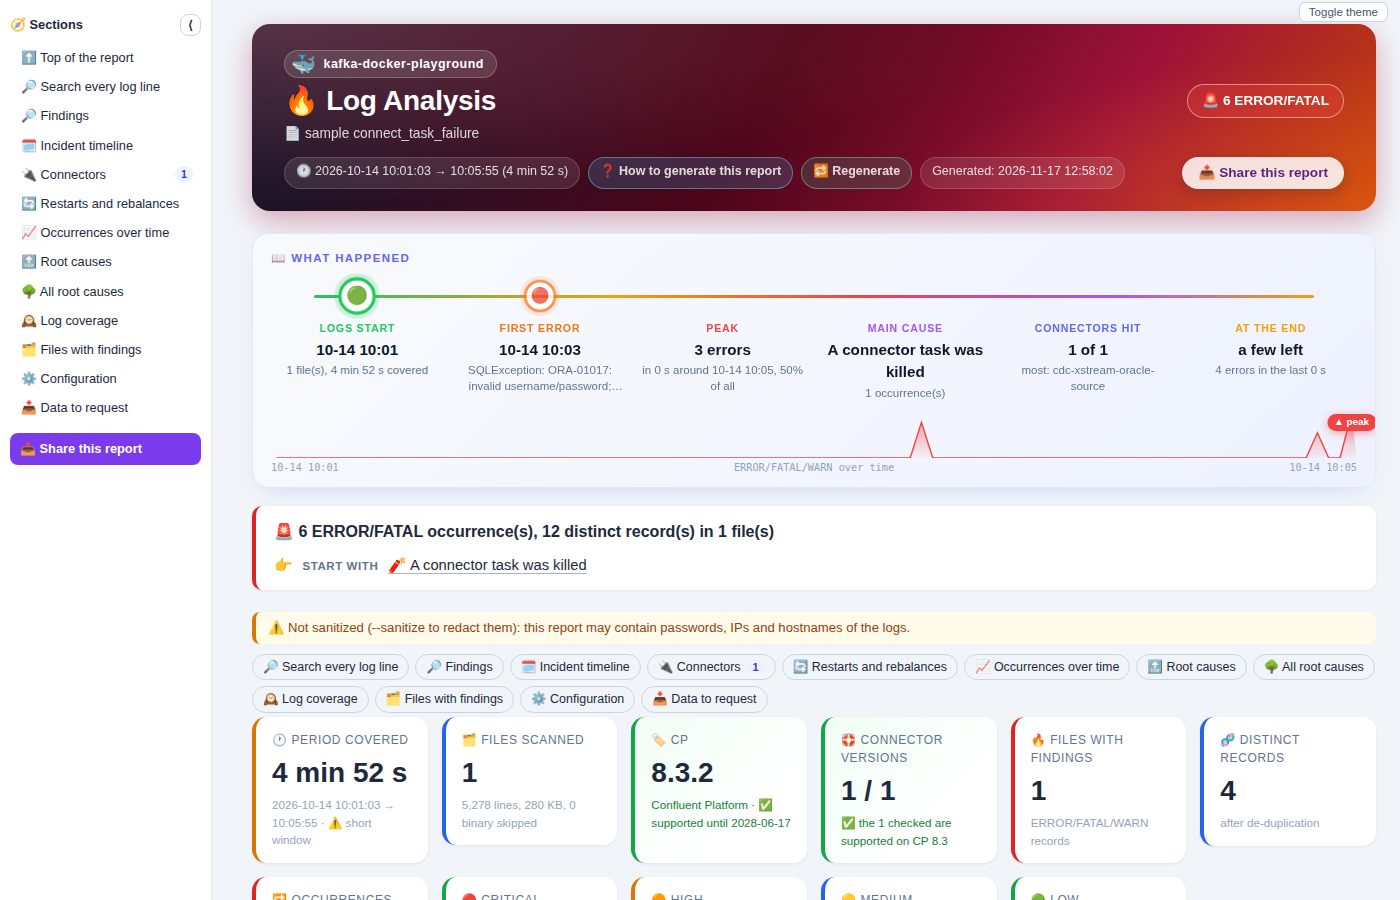 Toggle theme
🧭 Sections
⟨
⬆️ Top of the report
🔎 Search every log line
🔎 Findings
🗓️ Incident timeline
🔌 Connectors 1
🔄 Restarts and rebalances
📈 Occurrences over time
🔝 Root causes
🌳 All root causes
🕰️ Log coverage
🗂️ Files with findings
⚙️ Configuration
📥 Data to request
📤 Share this report
🐳 kafka-docker-playground
🔥 Log Analysis
📄 sample connect_task_failure
🚨 6 ERROR/FATAL
🕐 2026-10-14 10:01:03 → 10:05:55 (4 min 52 s)
❓ How to generate this report
🔁 Regenerate
Generated: 2026-11-17 12:58:02
📤 Share this report
📖 WHAT HAPPENED
LOGS START
10-14 10:01
1 file(s), 4 min 52 s covered
FIRST ERROR
10-14 10:03
SQLException: ORA-01017:
invalid username/password;…
PEAK
3 errors
in 0 s around 10-14 10:05, 50%
of all
MAIN CAUSE
A connector task was
killed
1 occurrence(s)
CONNECTORS HIT
1 of 1
most: cdc-xstream-oracle-
source
AT THE END
a few left
4 errors in the last 0 s
▲ peak
10-14 10:01
ERROR/FATAL/WARN over time
10-14 10:05
🚨 6 ERROR/FATAL occurrence(s), 12 distinct record(s) in 1 file(s)
👉 START WITH 🧨 A connector task was killed
⚠️ Not sanitized (--sanitize to redact them): this report may contain passwords, IPs and hostnames of the logs.
🔎 Search every log line
🔎 Findings
🗓️ Incident timeline
🔌 Connectors 1
🔄 Restarts and rebalances
📈 Occurrences over time
🔝 Root causes
🌳 All root causes
🕰️ Log coverage
🗂️ Files with findings
⚙️ Configuration
📥 Data to request
🕐 PERIOD COVERED
4 min 52 s
2026-10-14 10:01:03 →
10:05:55 · ⚠️ short
window
🗂️ FILES SCANNED
1
5,278 lines, 280 KB, 0
binary skipped
🏷️ CP
8.3.2
Confluent Platform · ✅
supported until 2028-06-17
🛟 CONNECTOR
VERSIONS
1 / 1
✅ the 1 checked are
supported on CP 8.3
🔥 FILES WITH
FINDINGS
1
ERROR/FATAL/WARN
records
🧬 DISTINCT
RECORDS
4
after de-duplication
🔁 OCCURRENCES
🔴 CRITICAL
🟠 HIGH
🟡 MEDIUM
🟢 LOW